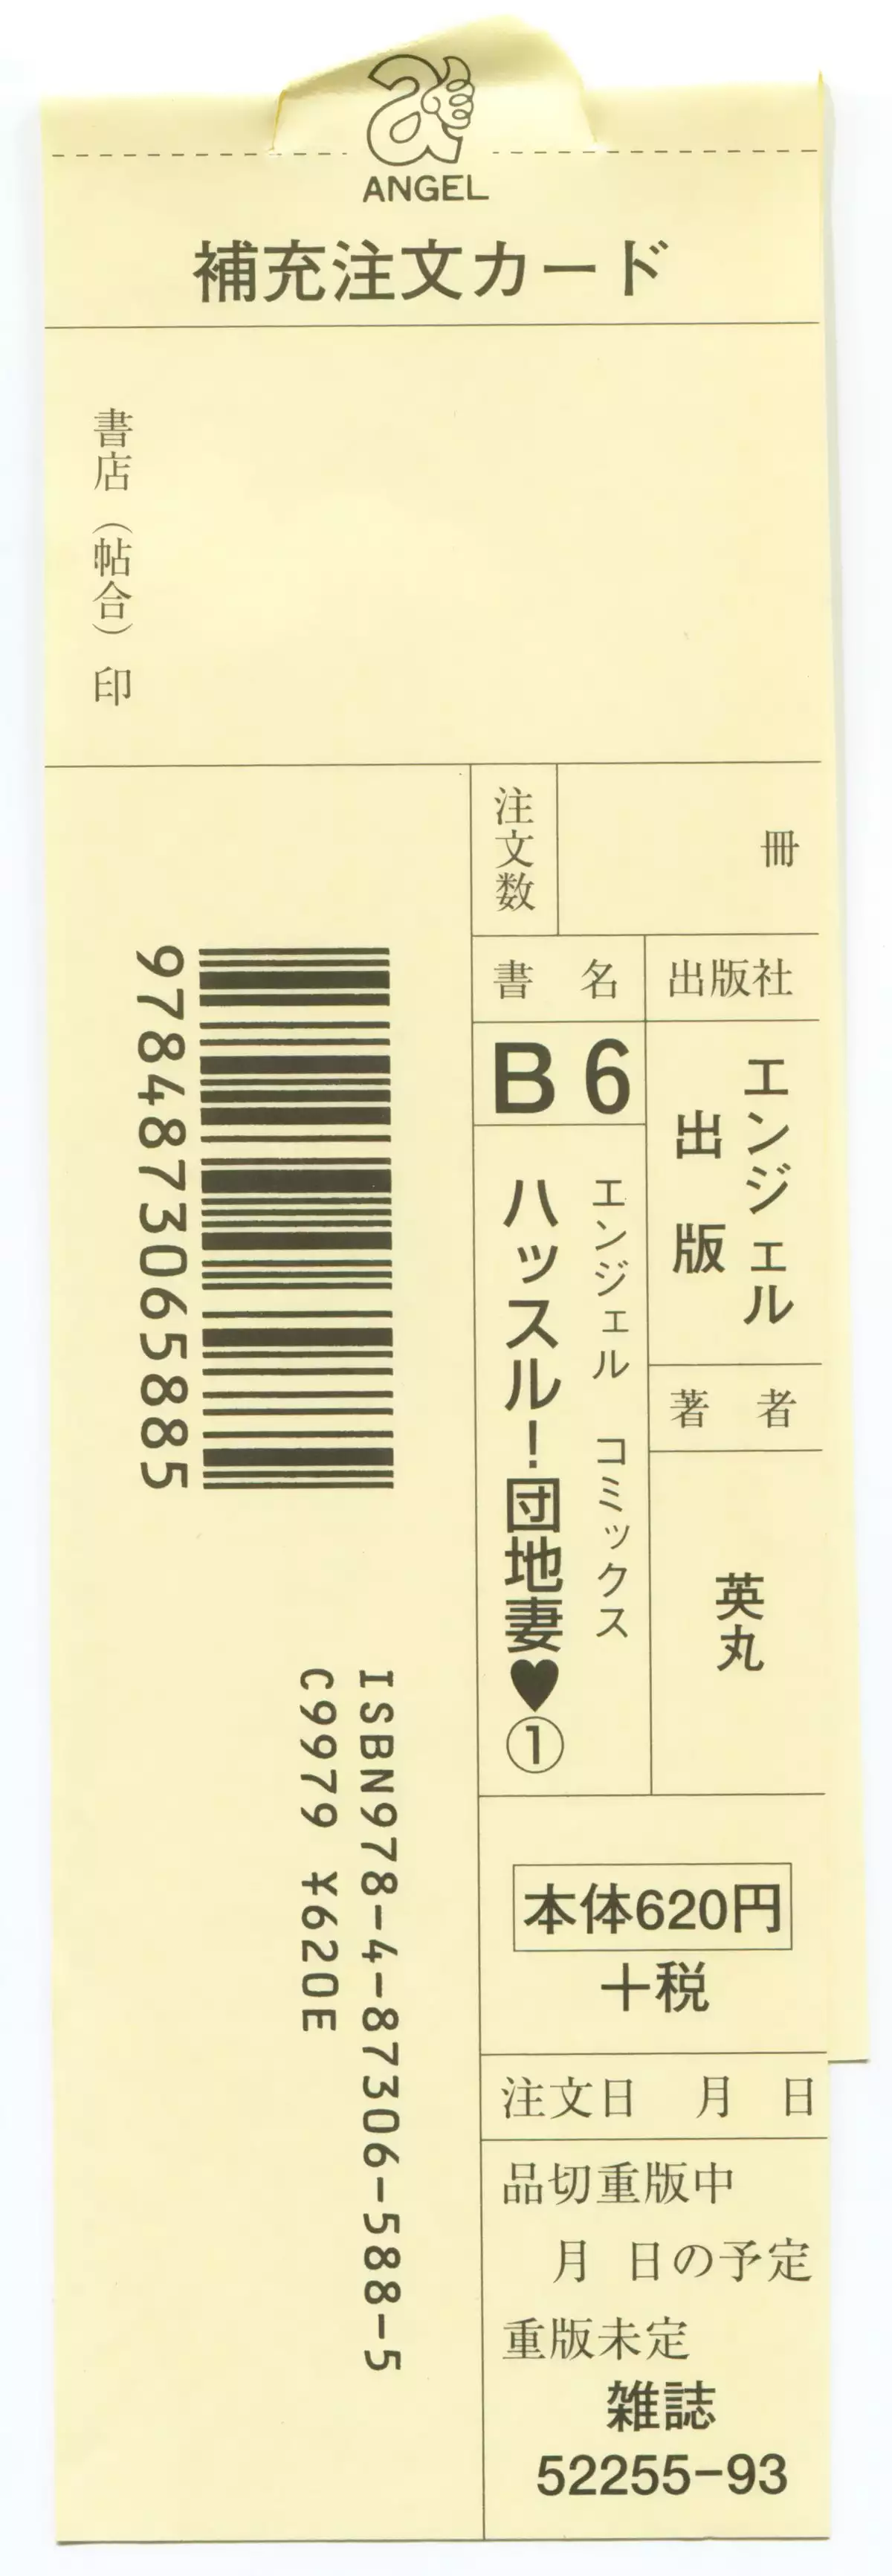 ANGEL
補充注文カード
書店（帖合）印
注文数
冊
書名
出版社
B6
エンジェル コミックス
ハッスル！団地妻♥①
エンジェル
出版
著者
英丸
9784873065885
ISBN978-4-87306-588-5
C9979 ¥620E
本体620円
＋税
注文日 月 日
品切重版中
月 日の予定
重版未定
雑誌
52255-93